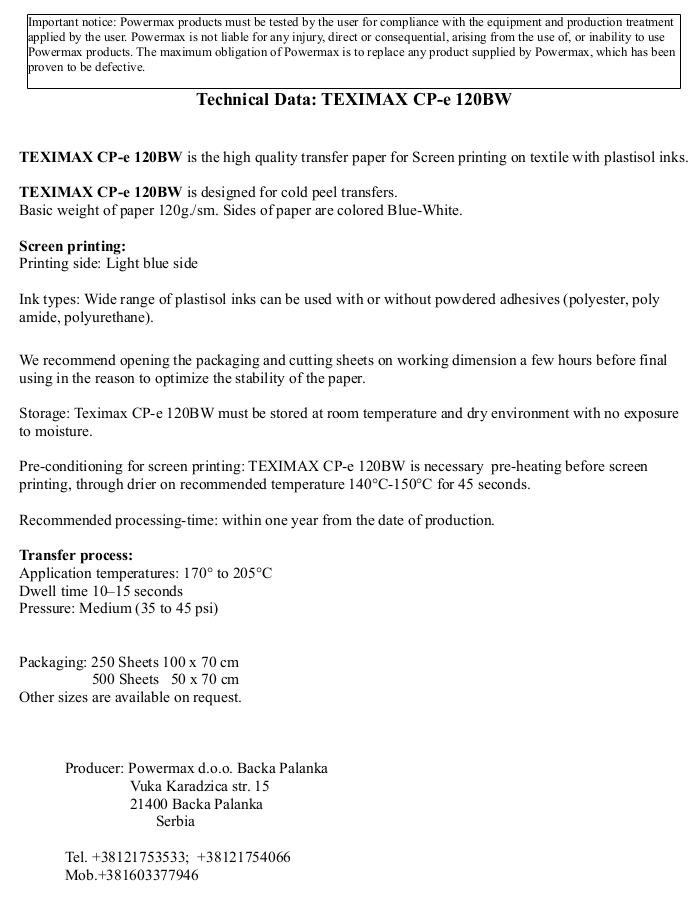 Important notice: Powermax products must be tested by the user for compliance with the equipment and production treatment
applied by the user. Powermax is not liable for any injury, direct or consequential, arising from the use of, or inability to use
Powermax products. The maximum obligation of Powermax is to replace any product supplied by Powermax, which has been
proven to be defective.
Technical Data: TEXIMAX CP-e 120BW
TEXIMAX CP-e 120BW is the high quality transfer paper for Screen printing on textile with plastisol inks.
TEXIMAX CP-e 120BW is designed for cold peel transfers.
Basic weight of paper 120g./sm. Sides of paper are colored Blue-White.
Screen printing:
Printing side: Light blue side
Ink types: Wide range of plastisol inks can be used with or without powdered adhesives (polyester, poly
amide, polyurethane).
We recommend opening the packaging and cutting sheets on working dimension a few hours before final
using in the reason to optimize the stability of the paper.
Storage: Teximax CP-e 120BW must be stored at room temperature and dry environment with no exposure
to moisture.
Pre-conditioning for screen printing: TEXIMAX CP-e 120BW is necessary  pre-heating before screen
printing, through drier on recommended temperature 140°C-150°C for 45 seconds.
Recommended processing-time: within one year from the date of production.
Transfer process:
Application temperatures: 170° to 205°C
Dwell time 10–15 seconds
Pressure: Medium (35 to 45 psi)
Packaging: 250 Sheets 100 x 70 cm
500 Sheets   50 x 70 cm
Other sizes are available on request.
Producer: Powermax d.o.o. Backa Palanka
Vuka Karadzica str. 15
21400 Backa Palanka
Serbia
Tel. +38121753533;  +38121754066
Mob.+381603377946